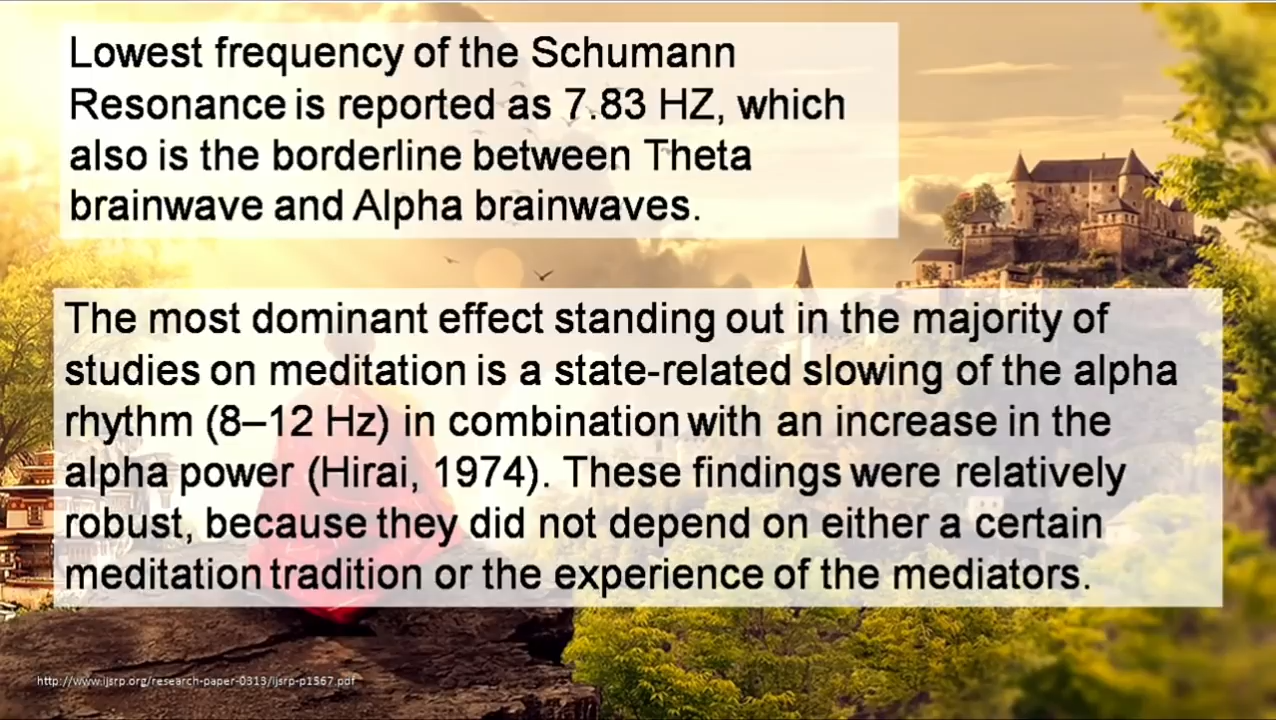 Lowest frequency of the Schumann
Resonance is reported as 7.83 HZ, which
also is the borderline between Theta
brainwave and Alpha brainwaves.
The most dominant effect standing out in the majority of
studies on meditation is a state-related slowing of the alpha
rhythm (8–12 Hz) in combination with an increase in the
alpha power (Hirai, 1974). These findings were relatively
robust, because they did not depend on either a certain
meditation tradition or the experience of the mediators.
http://www.ijsrp.org/research-paper-0313/ijsrp-p1567.pdf